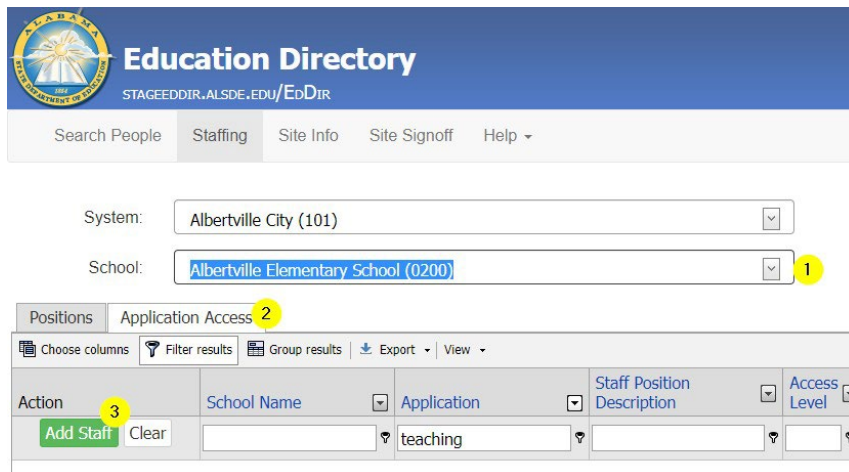 ALABAMA
STATE DEPARTMENT OF EDUCATION
Education Directory
STAGEEDDIR.ALSDE.EDU/EDDIR
Search People Staffing Site Info Site Signoff Help
System: Albertville City (101)
School: Albertville Elementary School (0200) 1
Positions Application Access 2
Choose columns Filter results Group results Export View
Action 3 School Name Application Staff Position Description Access Level
Add Staff Clear teaching